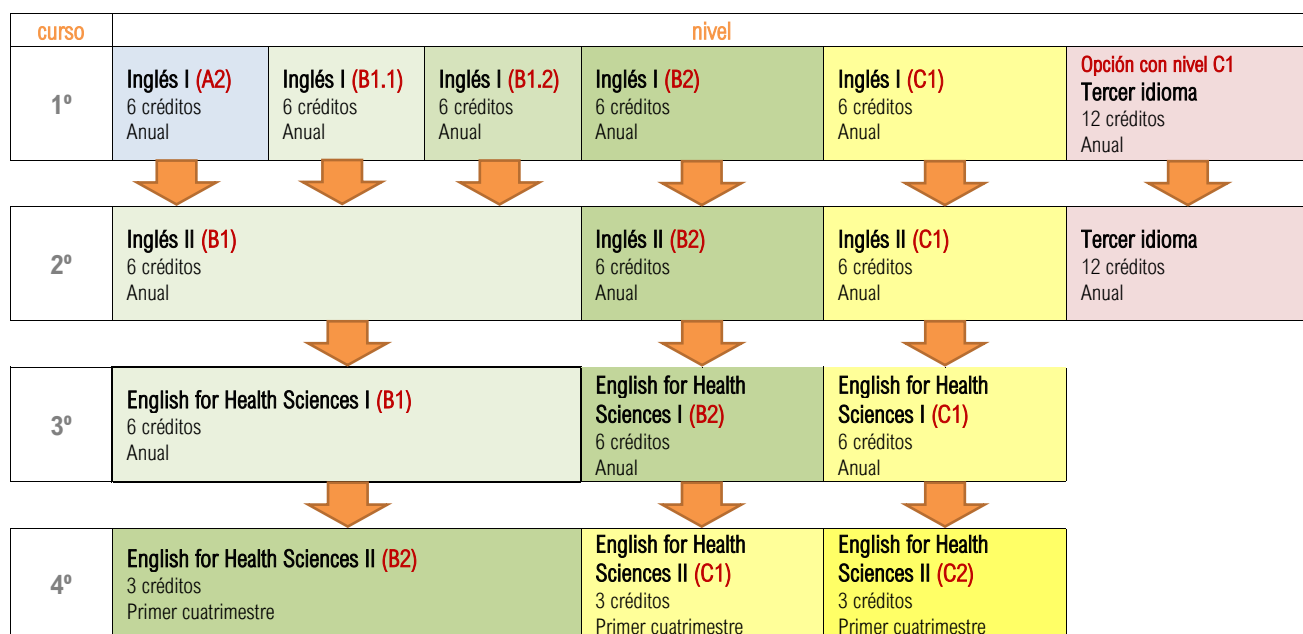 curso
nivel
1º
Inglés I (A2)
6 créditos
Anual
Inglés I (B1.1)
6 créditos
Anual
Inglés I (B1.2)
6 créditos
Anual
Inglés I (B2)
6 créditos
Anual
Inglés I (C1)
6 créditos
Anual
Opción con nivel C1
Tercer idioma
12 créditos
Anual
2º
Inglés II (B1)
6 créditos
Anual
Inglés II (B2)
6 créditos
Anual
Inglés II (C1)
6 créditos
Anual
Tercer idioma
12 créditos
Anual
3º
English for Health Sciences I (B1)
6 créditos
Anual
English for Health
Sciences I (B2)
6 créditos
Anual
English for Health
Sciences I (C1)
6 créditos
Anual
4º
English for Health Sciences II (B2)
3 créditos
Primer cuatrimestre
English for Health
Sciences II (C1)
3 créditos
Primer cuatrimestre
English for Health
Sciences II (C2)
3 créditos
Primer cuatrimestre